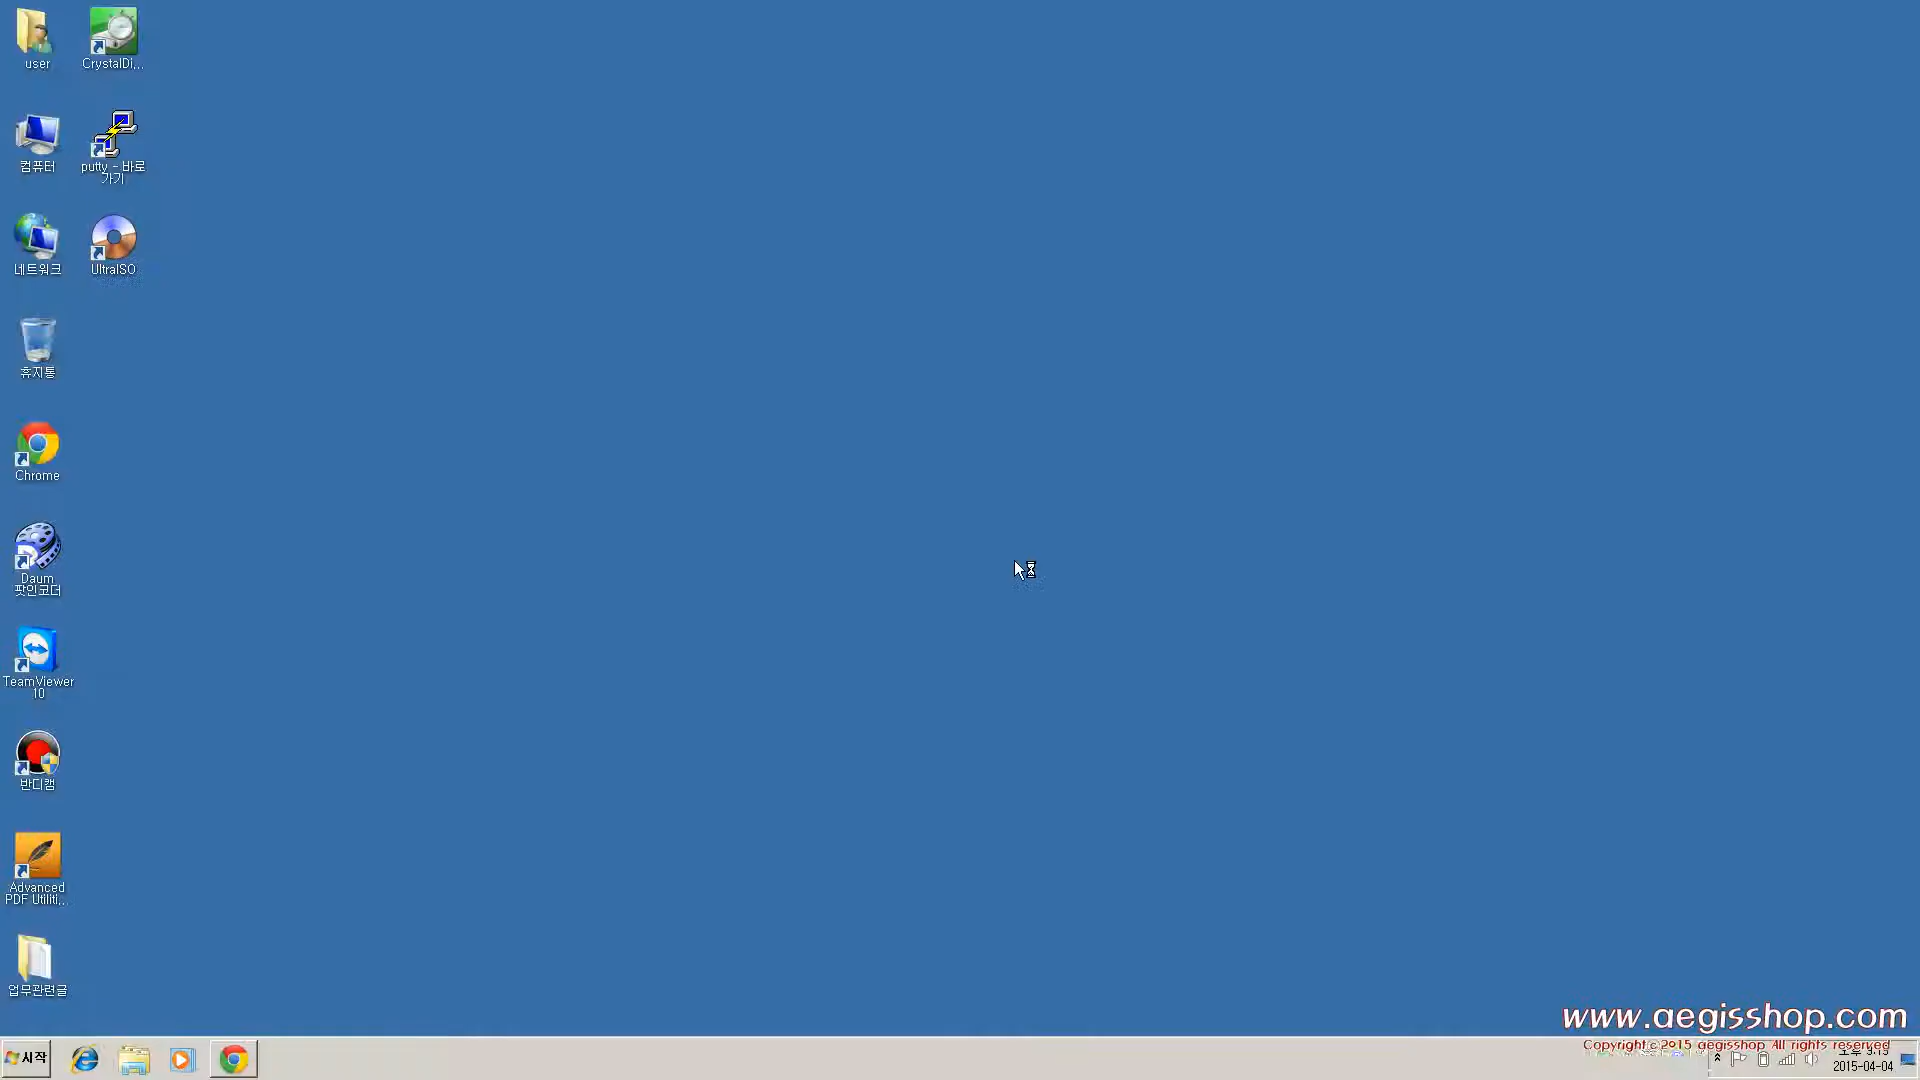 user
CrystalDi...
컴퓨터
putty - 바로
가기
네트워크
UltraISO
휴지통
Chrome
Daum
팟인코더
TeamViewer
10
반디캠
Advanced
PDF Utiliti...
업무관련글
www.aegisshop.com
Copyright c 2015 aegisshop All rights reserved
시작
2015-04-04